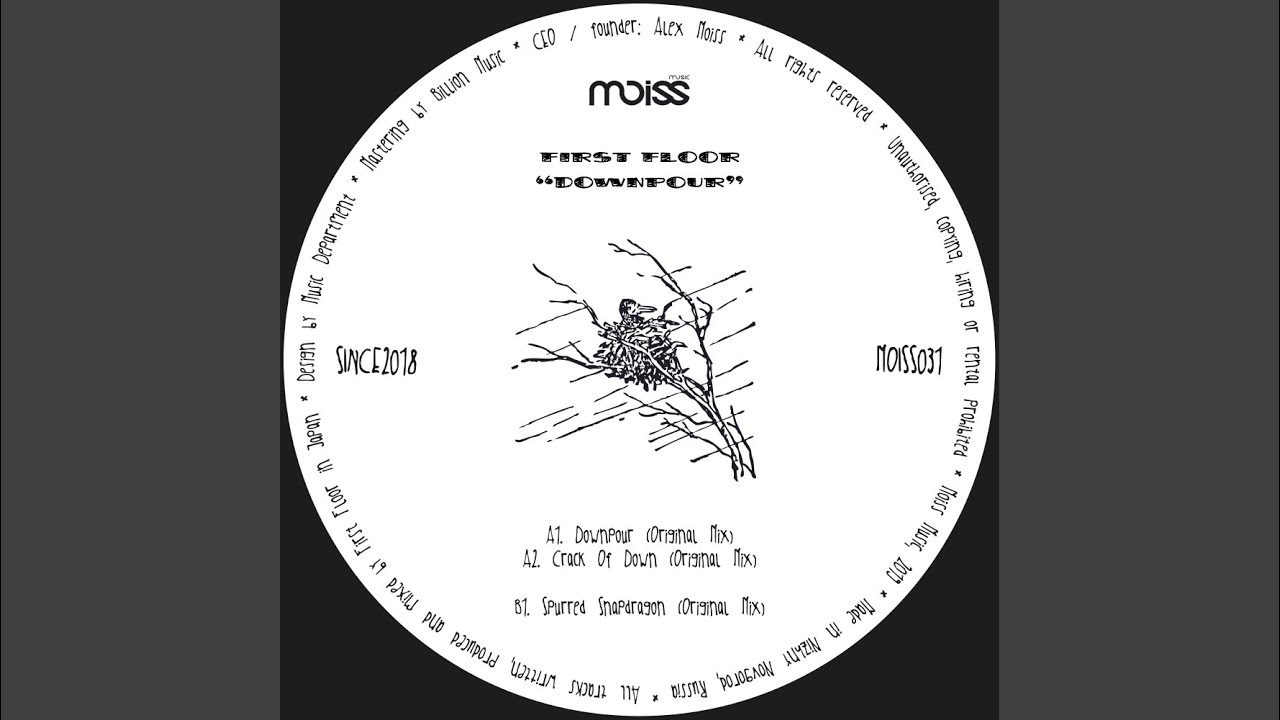 music
moiss
FIRST FLOOR
“DOWNPOUR”
SINCE2018
MOISS031
A1. Downpour (Original Mix)
A2. Crack Of Down (Original Mix)
B1. Spurred Snapdragon (Original Mix)
All tracks written, produced and mixed by First Floor in Japan * Design by Music Department * Mastering by Billion Music * CEO / founder: Alex Moiss * All rights reserved * Unauthorised, copying, hiring or rental prohibited * Moiss Music, 2019 * Made in Nizhny Novgorod, Russia *